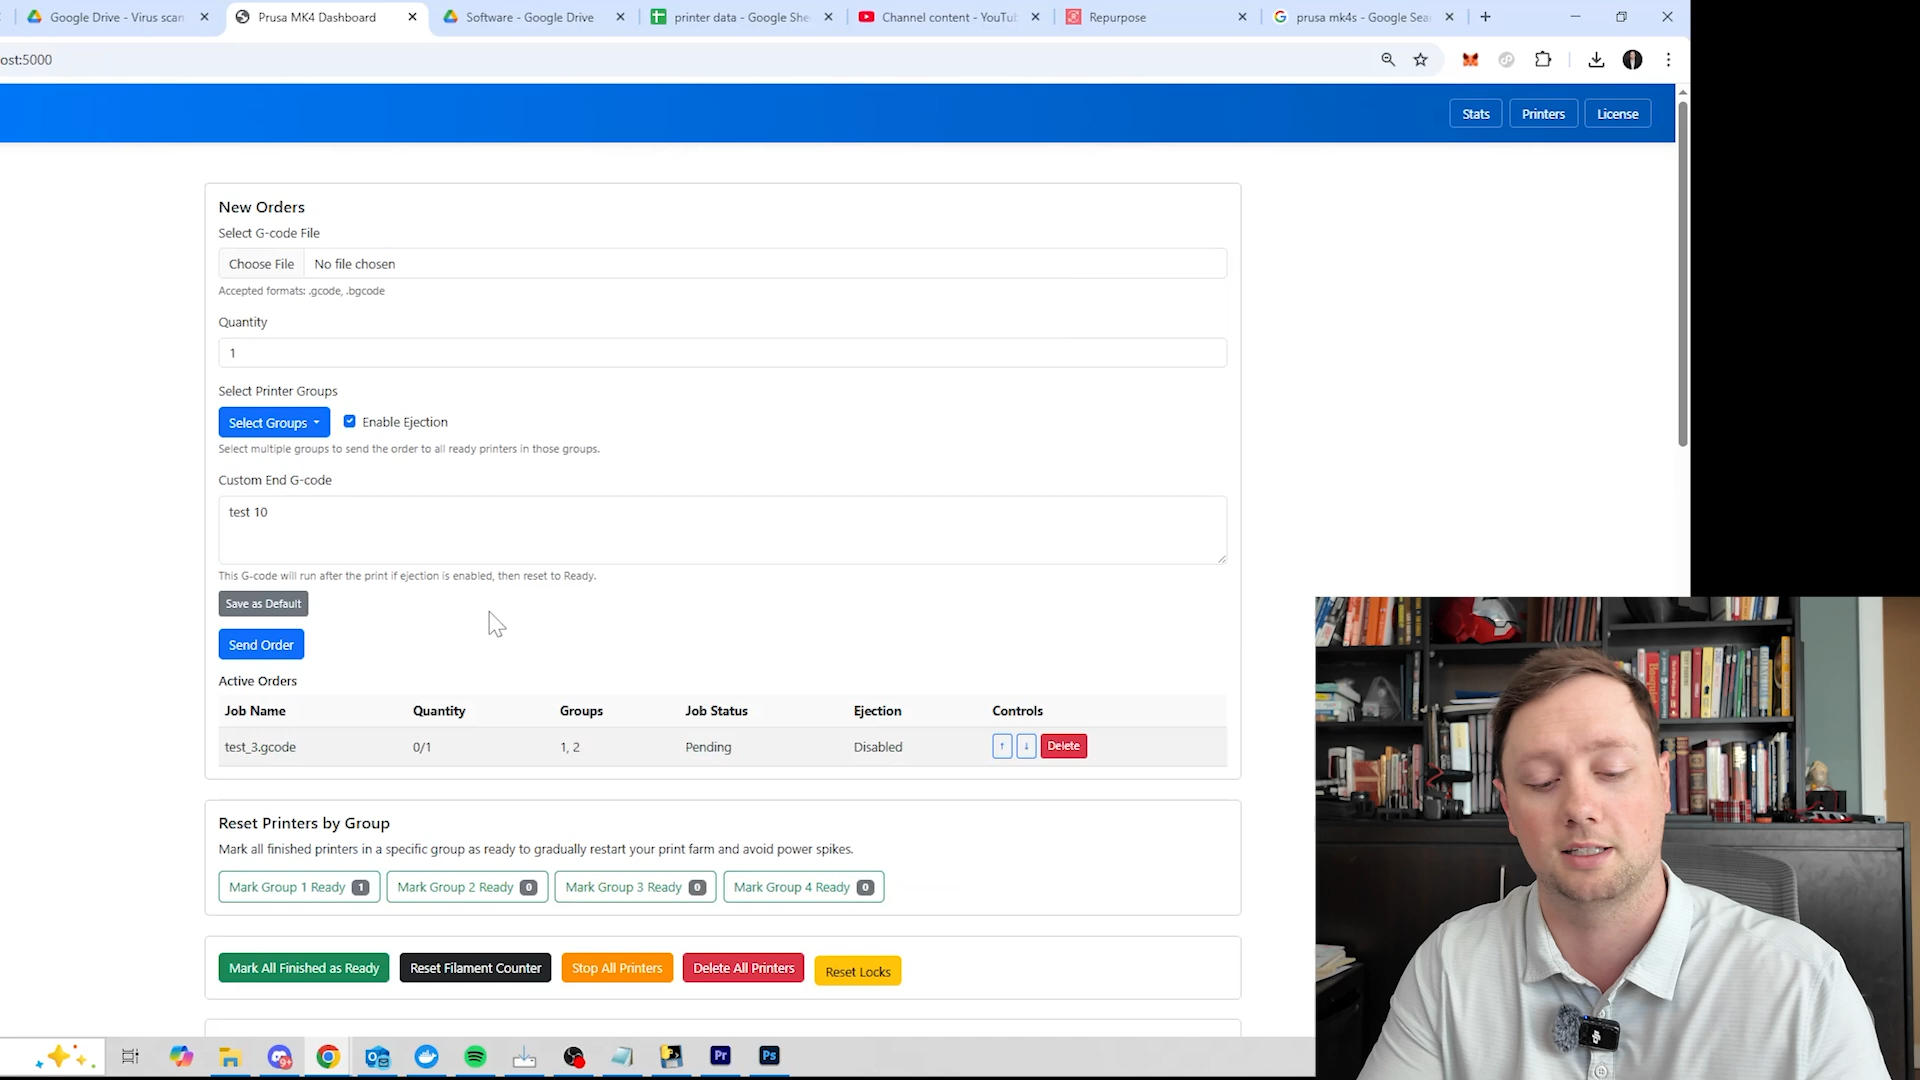 Google Drive - Virus scan
Prusa MK4 Dashboard
Software - Google Drive
printer data - Google She
Channel content - YouTu
Repurpose
prusa mk4s - Google Sea
ost:5000
Stats
Printers
License
New Orders
Select G-code File
Choose File
No file chosen
Accepted formats: .gcode, .bgcode
Quantity
1
Select Printer Groups
Select Groups
Enable Ejection
Select multiple groups to send the order to all ready printers in those groups.
Custom End G-code
test 10
This G-code will run after the print if ejection is enabled, then reset to Ready.
Save as Default
Send Order
Active Orders
Job Name Quantity Groups Job Status Ejection Controls
test_3.gcode 0/1 1, 2 Pending Disabled ↑ ↓ Delete
Reset Printers by Group
Mark all finished printers in a specific group as ready to gradually restart your print farm and avoid power spikes.
Mark Group 1 Ready 1
Mark Group 2 Ready 0
Mark Group 3 Ready 0
Mark Group 4 Ready 0
Mark All Finished as Ready
Reset Filament Counter
Stop All Printers
Delete All Printers
Reset Locks
Pr
Ps